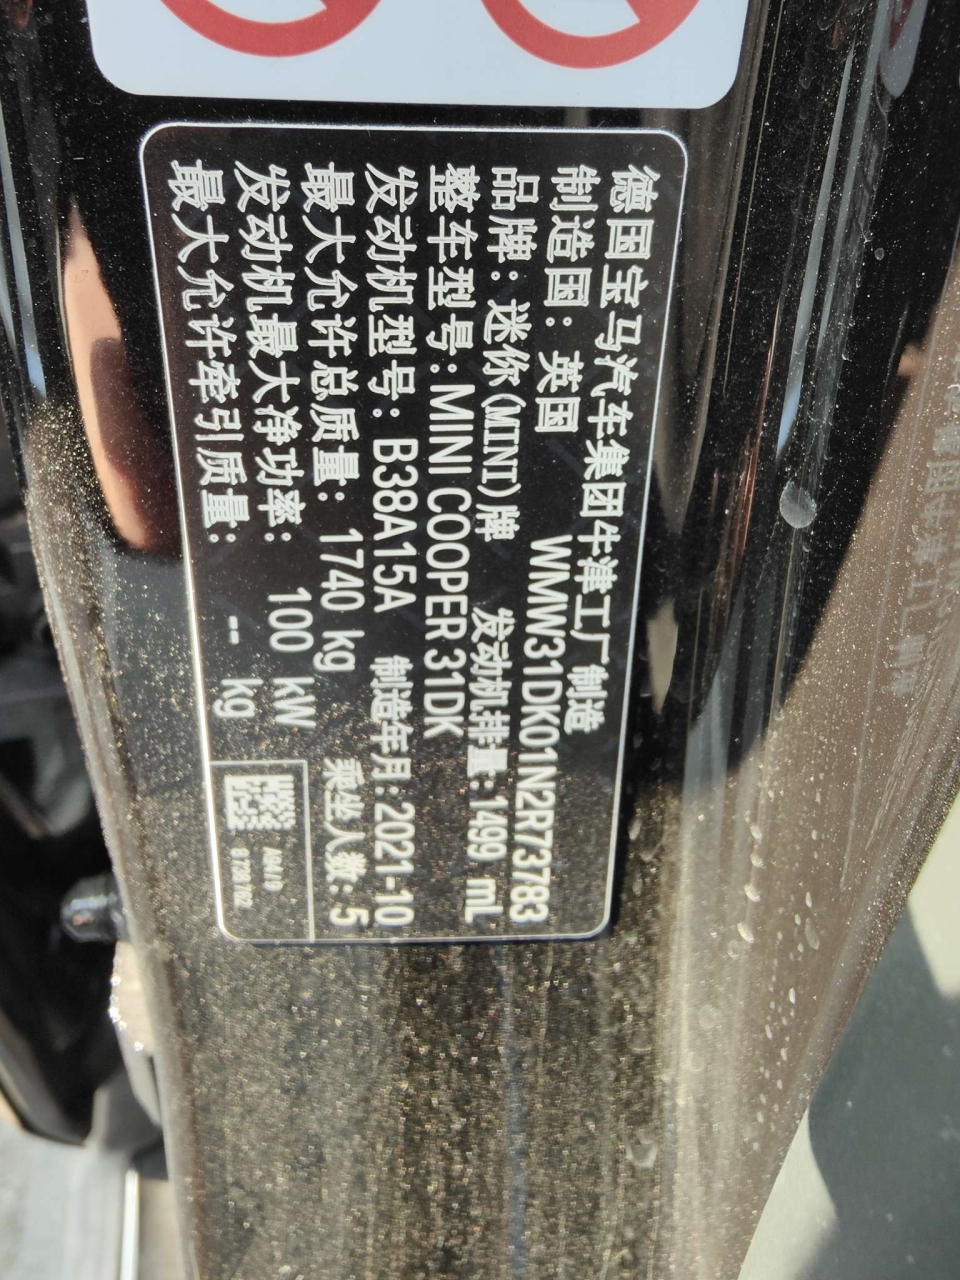 德国宝马汽车集团牛津工厂制造
制造国：英国 WMW31DK01N2R73783
品牌：迷你(MINI)牌 发动机排量：1499 mL
整车型号：MINI COOPER 31DK
发动机型号：B38A15A 制造年月：2021-10
最大允许总质量：1740 kg 乘坐人数：5
发动机最大净功率：100 kW
最大允许牵引质量：-- kg